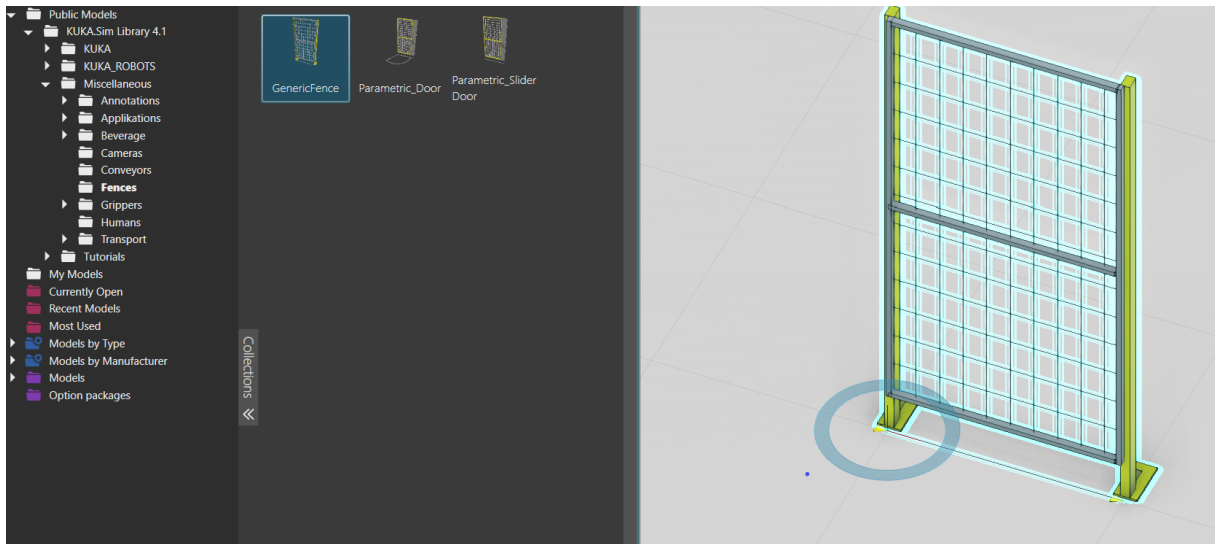 Public Models
KUKA.Sim Library 4.1
KUKA
KUKA_ROBOTS
Miscellaneous
Annotations
Applikations
Beverage
Cameras
Conveyors
Fences
Grippers
Humans
Transport
Tutorials
My Models
Currently Open
Recent Models
Most Used
Models by Type
Models by Manufacturer
Models
Option packages
Collections
GenericFence
Parametric_Door
Parametric_Slider
Door